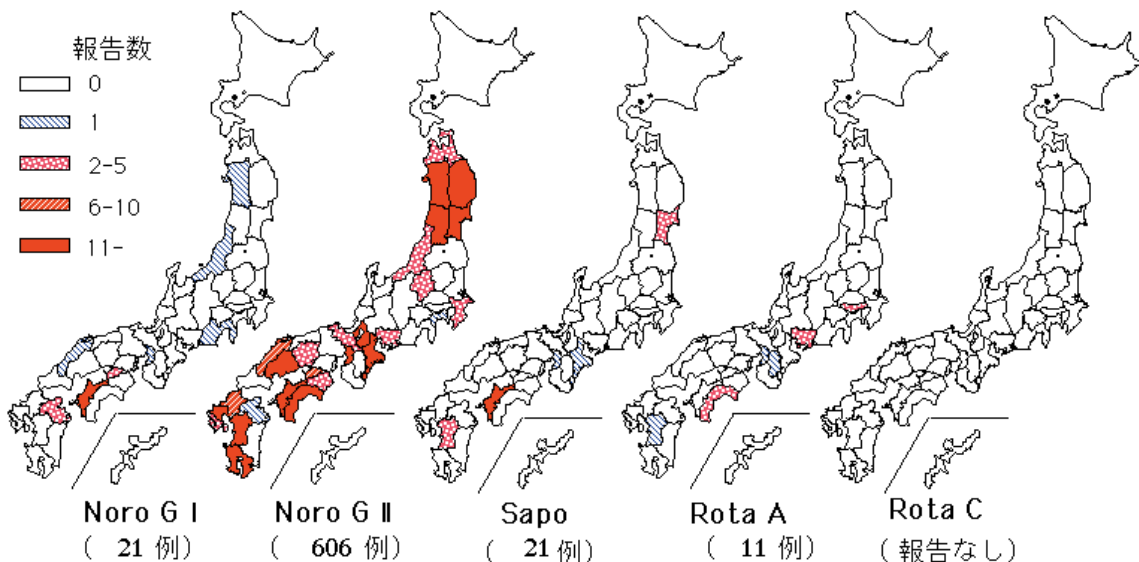 報告数
0
1
2-5
6-10
11-
Noro G Ⅰ
( 21 例)
Noro G Ⅱ
( 606 例)
Sapo
( 21 例)
Rota A
( 11 例)
Rota C
(報告なし)